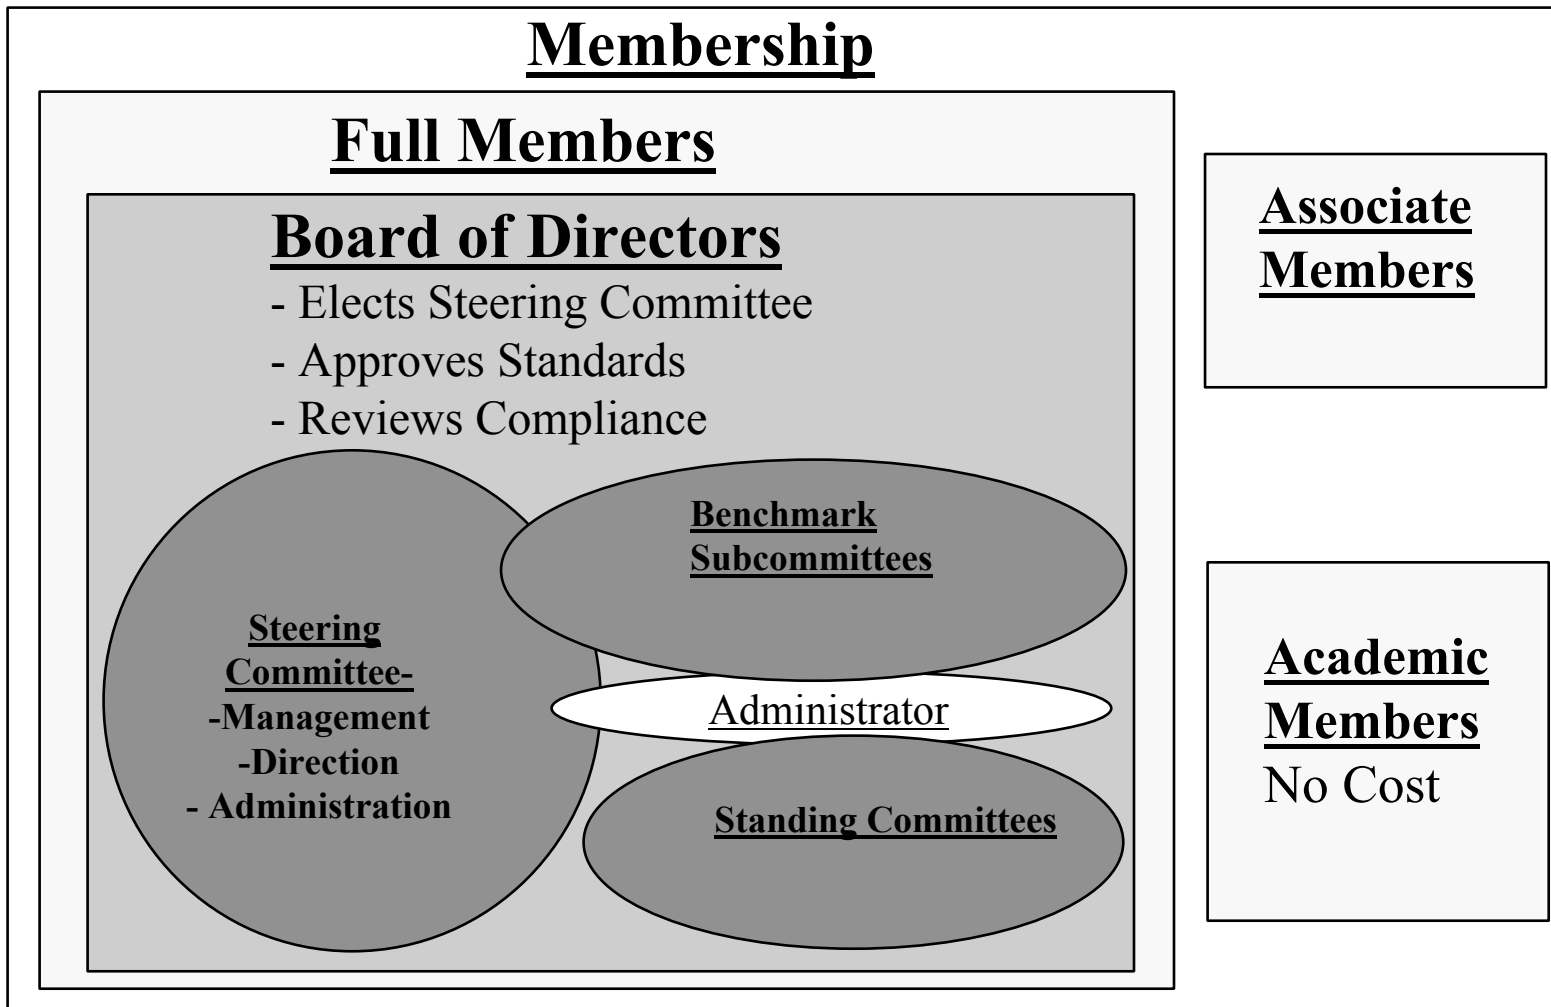 Membership
Full Members
Board of Directors
- Elects Steering Committee
- Approves Standards
- Reviews Compliance
Benchmark
Subcommittees
Steering
Committee-
-Management
-Direction
- Administration
Administrator
Standing Committees
Associate
Members
Academic
Members
No Cost